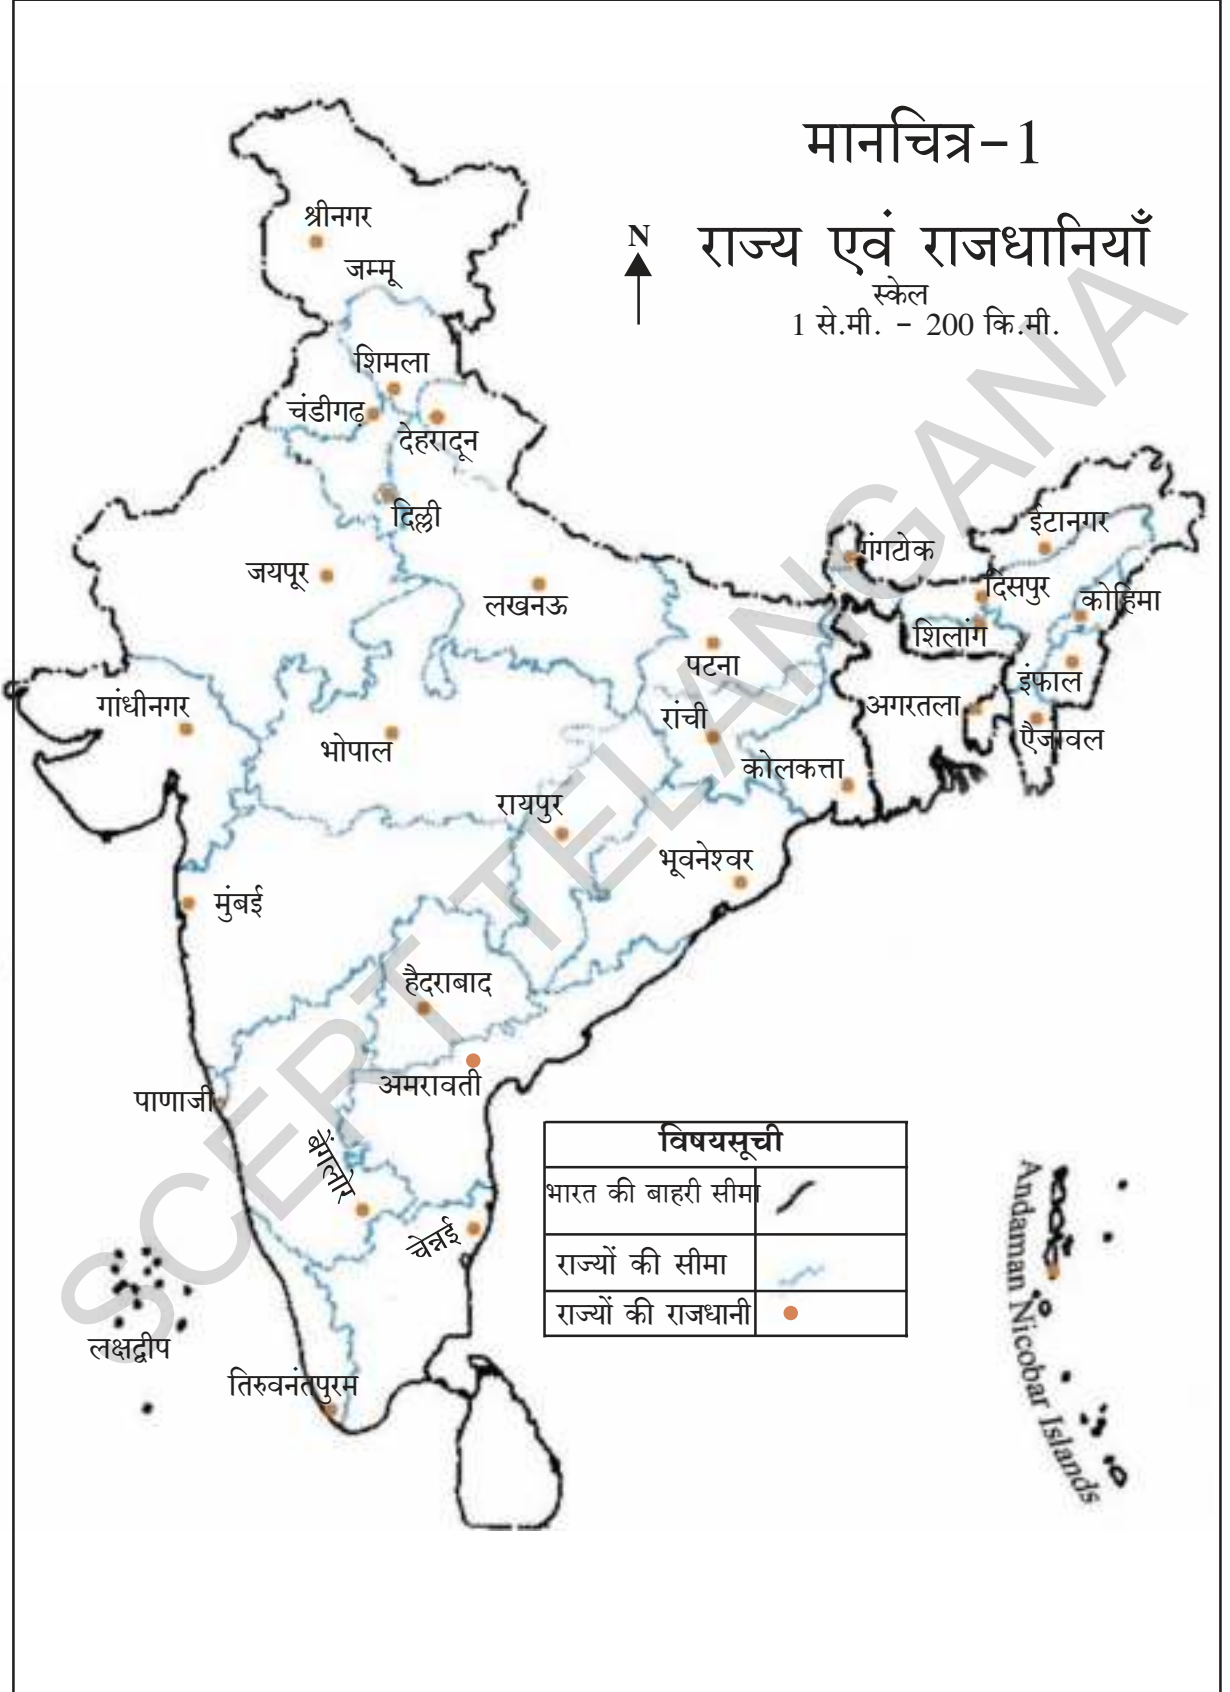 मानचित्र-1
राज्य एवं राजधानियाँ
स्केल
1 से.मी. - 200 कि.मी.
N
श्रीनगर
जम्मू
शिमला
चंडीगढ़
देहरादून
दिल्ली
जयपूर
लखनऊ
गंगटोक
ईटानगर
दिसपुर
कोहिमा
शिलांग
पटना
इंफाल
गांधीनगर
रांची
अगरतला
एैजावल
भोपाल
कोलकत्ता
रायपुर
भूवनेश्वर
मुंबई
हैदराबाद
अमरावती
पाणाजी
बैंगलोर
चेन्नई
लक्षद्वीप
तिरुवनंतपुरम
विषयसूची
भारत की बाहरी सीमा
राज्यों की सीमा
राज्यों की राजधानी
Andaman Nicobar Islands
SCERT TELANGANA